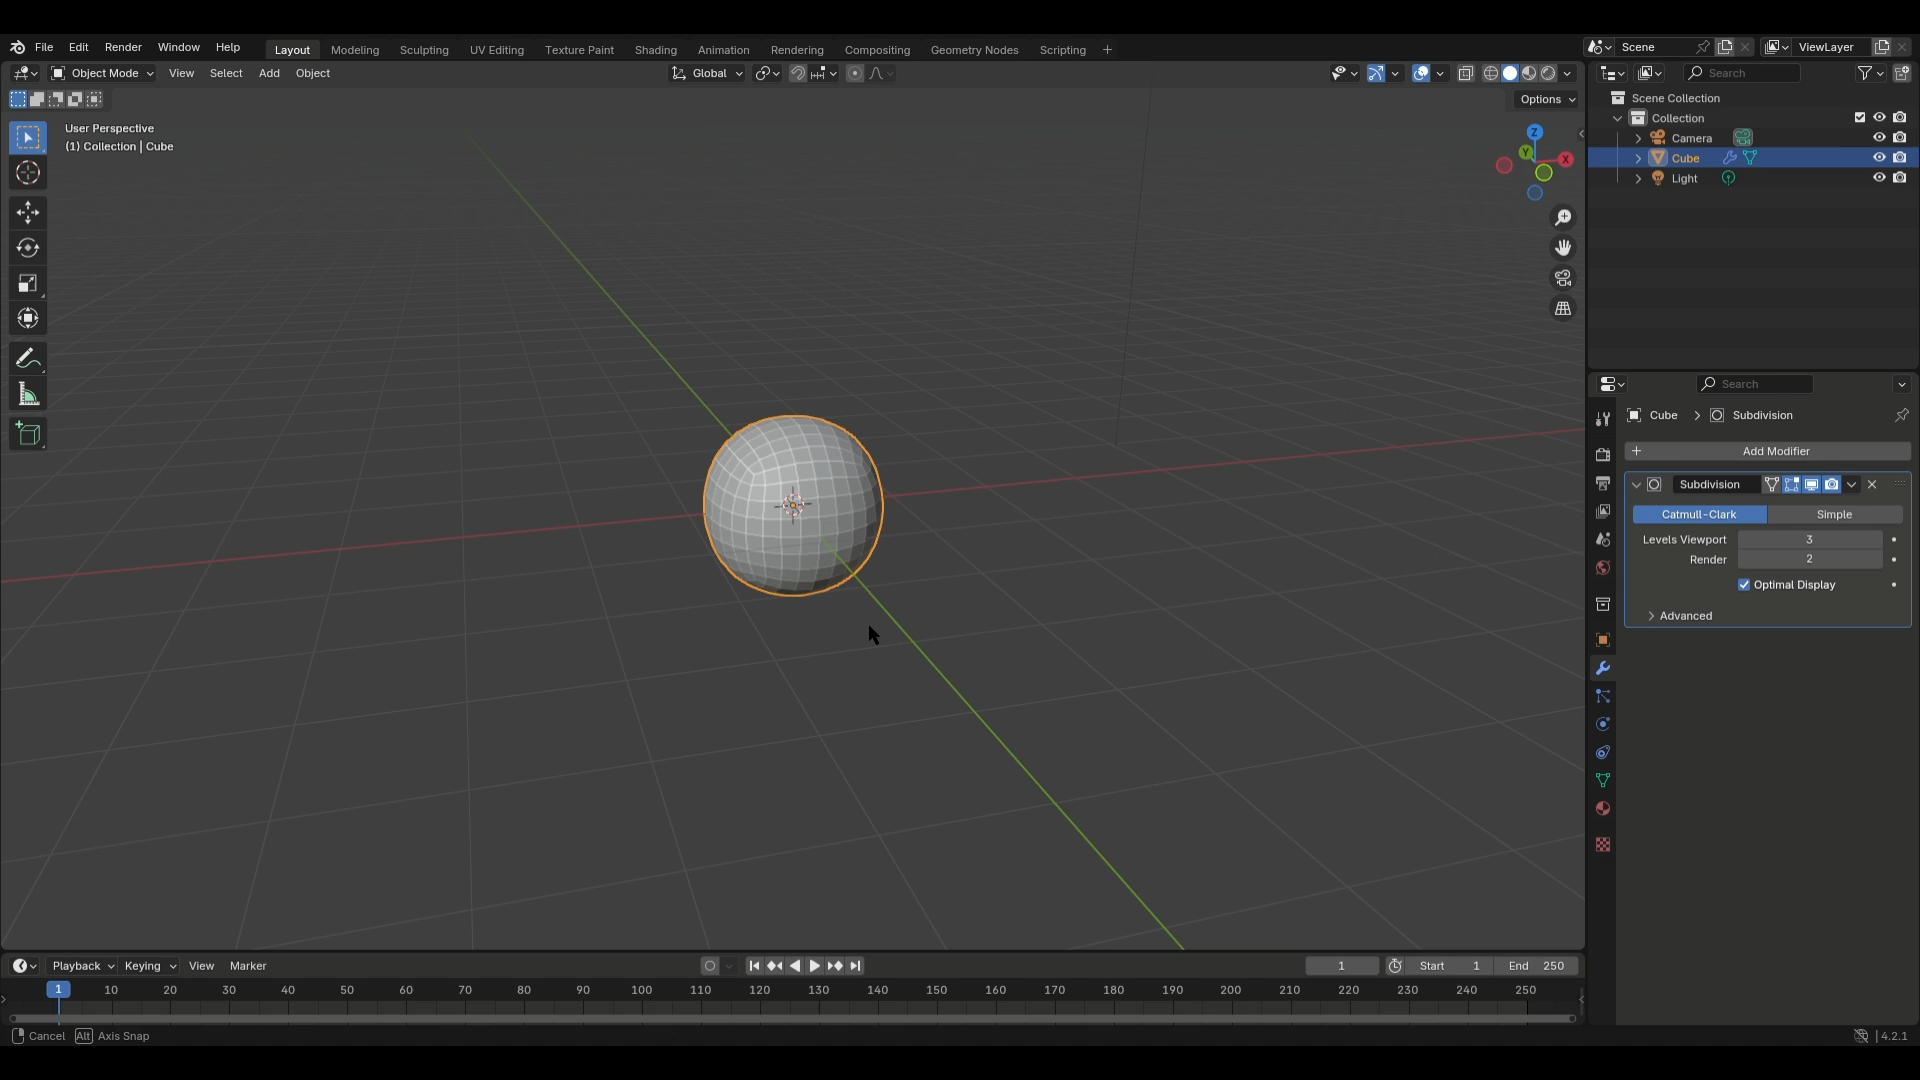 File Edit Render Window Help Layout Modeling Sculpting UV Editing Texture Paint Shading Animation Rendering Compositing Geometry Nodes Scripting + Scene ViewLayer
Object Mode View Select Add Object Global Search
Options
User Perspective
(1) Collection | Cube
Z
Y
X
Scene Collection
Collection
Camera
Cube
Light
Search
Cube > Subdivision
+ Add Modifier
Subdivision
Catmull-Clark Simple
Levels Viewport 3
Render 2
Optimal Display
Advanced
Playback Keying View Marker 1 Start 1 End 250
1 10 20 30 40 50 60 70 80 90 100 110 120 130 140 150 160 170 180 190 200 210 220 230 240 250
Cancel Alt Axis Snap 4.2.1